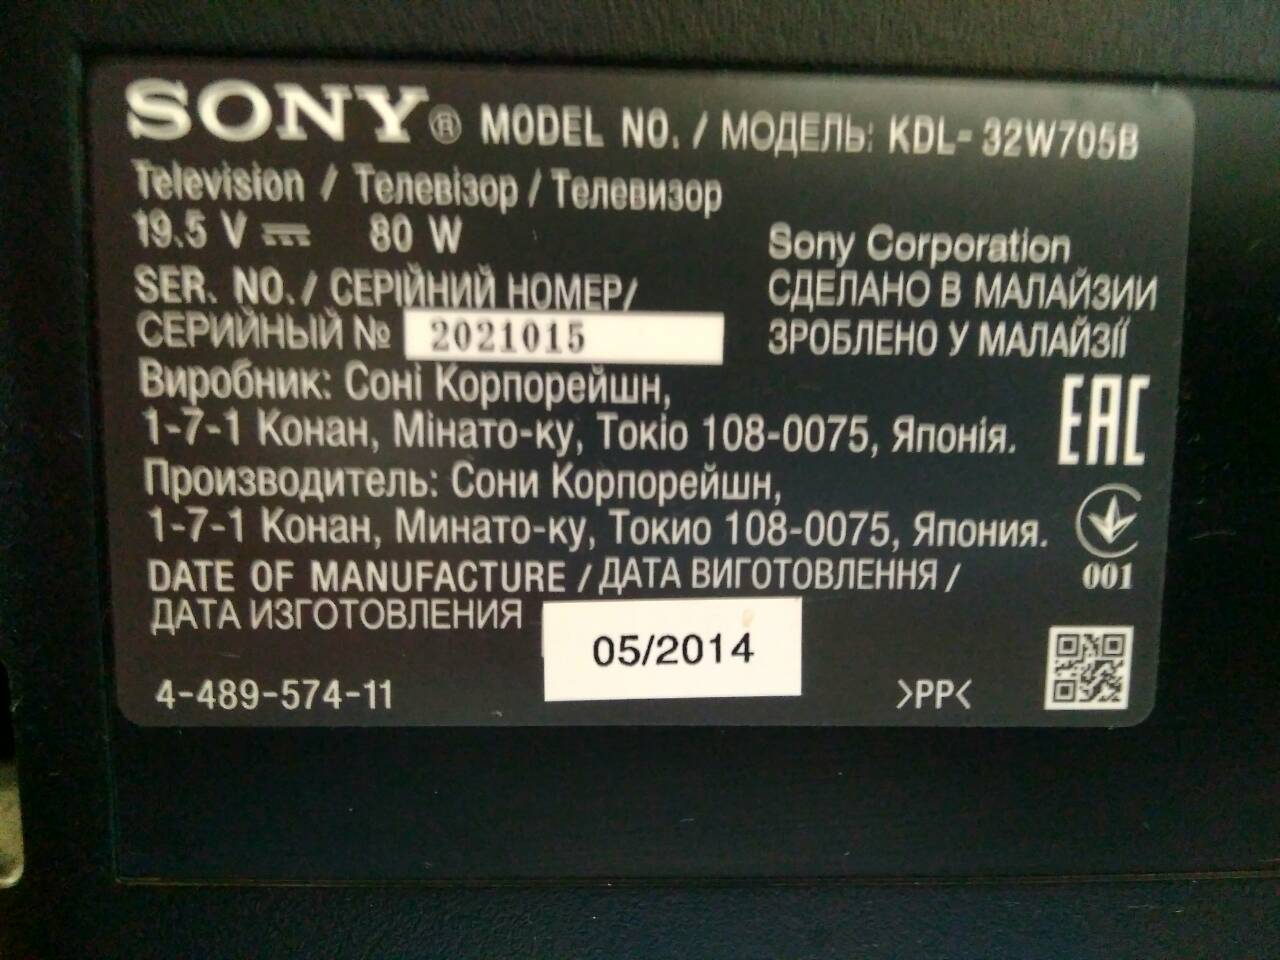 SONY® MODEL NO. / МОДЕЛЬ: KDL- 32W705B
Television / Телевізор / Телевизор
19.5 V 80 W
Sony Corporation
SER. NO. / СЕРІЙНИЙ НОМЕР/
СДЕЛАНО В МАЛАЙЗИИ
СЕРИЙНЫЙ № 2021015
ЗРОБЛЕНО У МАЛАЙЗІЇ
Виробник: Соні Корпорейшн,
1-7-1 Конан, Мінато-ку, Токіо 108-0075, Японія.
EAC
Производитель: Сони Корпорейшн,
1-7-1 Конан, Минато-ку, Токио 108-0075, Япония.
001
DATE OF MANUFACTURE / ДАТА ВИГОТОВЛЕННЯ /
ДАТА ИЗГОТОВЛЕНИЯ 05/2014
4-489-574-11 >PP<